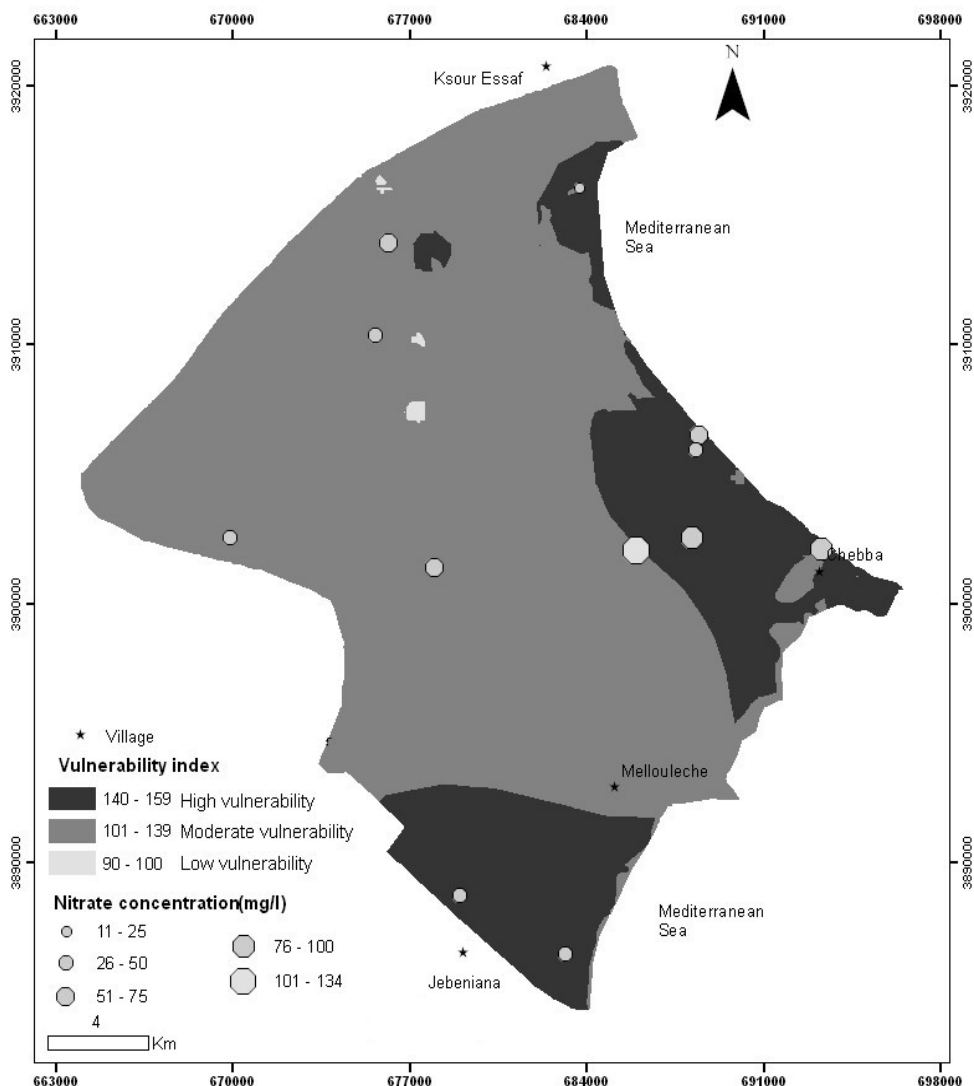 663000 670000 677000 684000 691000 698000
N
Ksour Essaf
3920000 3920000
Mediterranean
Sea
3910000 3910000
Chebba
3900000 3900000
Village
Mellouleche
Vulnerability index
140 - 159 High vulnerability
101 - 139 Moderate vulnerability
90 - 100 Low vulnerability
3890000 3890000
Nitrate concentration(mg/l)
11 - 25
26 - 50
51 - 75
76 - 100
101 - 134
Mediterranean
Sea
Jebeniana
4
Km
663000 670000 677000 684000 691000 698000